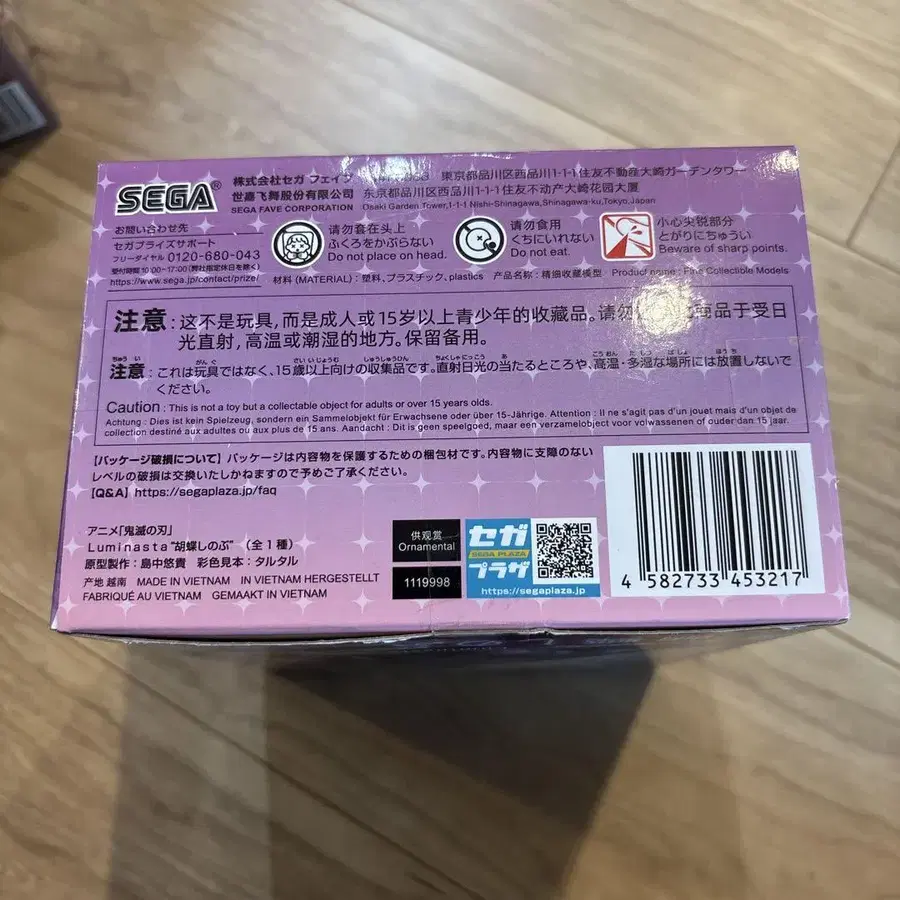 SEGA
株式会社セガ フェイブ 東京都品川区西品川1-1-1住友不動産大崎ガーデンタワー
世嘉飞舞股份有限公司 东京都品川区西品川1-1-1住友不动产大崎花园大厦
SEGA FAVE CORPORATION Osaki Garden Tower,1-1-1 Nishi-Shinagawa,Shinagawa-ku,Tokyo,Japan
お問い合わせ先
セガプライズサポート
フリーダイヤル 0120-680-043
受付時間10:00~17:00(弊社指定休日を除く)
https://www.sega.jp/contact/prize/
请勿套在头上
ふくろをかぶらない
Do not place on head.
请勿食用
くちにいれない
Do not eat.
小心尖锐部分
とがりにちゅうい
Beware of sharp points.
材料 (MATERIAL) : 塑料、プラスチック、plastics 产品名称 : 精细收藏模型 Product name : Fine Collectible Models
注意 : 这不是玩具,而是成人或15岁以上青少年的收藏品。请勿 商品于受日
光直射,高温或潮湿的地方。保留备用。
注意 : これは玩具ではなく、15歳以上向けの収集品です。直射日光の当たるところや、高温・多湿な場所には放置しないで
ください。
Caution : This is not a toy but a collectable object for adults or over 15 years olds.
Achtung : Dies ist kein Spielzeug, sondern ein Sammelobjekt für Erwachsene oder über 15-Jährige. Attention : Il ne s'agit pas d'un jouet mais d'un objet de
collection destiné aux adultes ou aux plus de 15 ans. Aandacht : Dit is geen speelgoed, maar een verzamelobject voor volwassenen of ouder dan 15 jaar.
【パッケージ破損について】パッケージは内容物を保護するための梱包材です。内容物に支障のない
レベルの破損は交換いたしかねますので予めご了承ください。
【Q&A】https://segaplaza.jp/faq
アニメ「鬼滅の刃」
Luminasta“胡蝶しのぶ”(全1種)
原型製作 : 島中悠貴 彩色見本 : タルタル
产地 越南 MADE IN VIETNAM IN VIETNAM HERGESTELLT
FABRIQUÉ AU VIETNAM GEMAAKT IN VIETNAM
供观赏
Ornamental
1119998
セガ
SEGA PLAZA
プラザ
https://segaplaza.jp
4 582733 453217